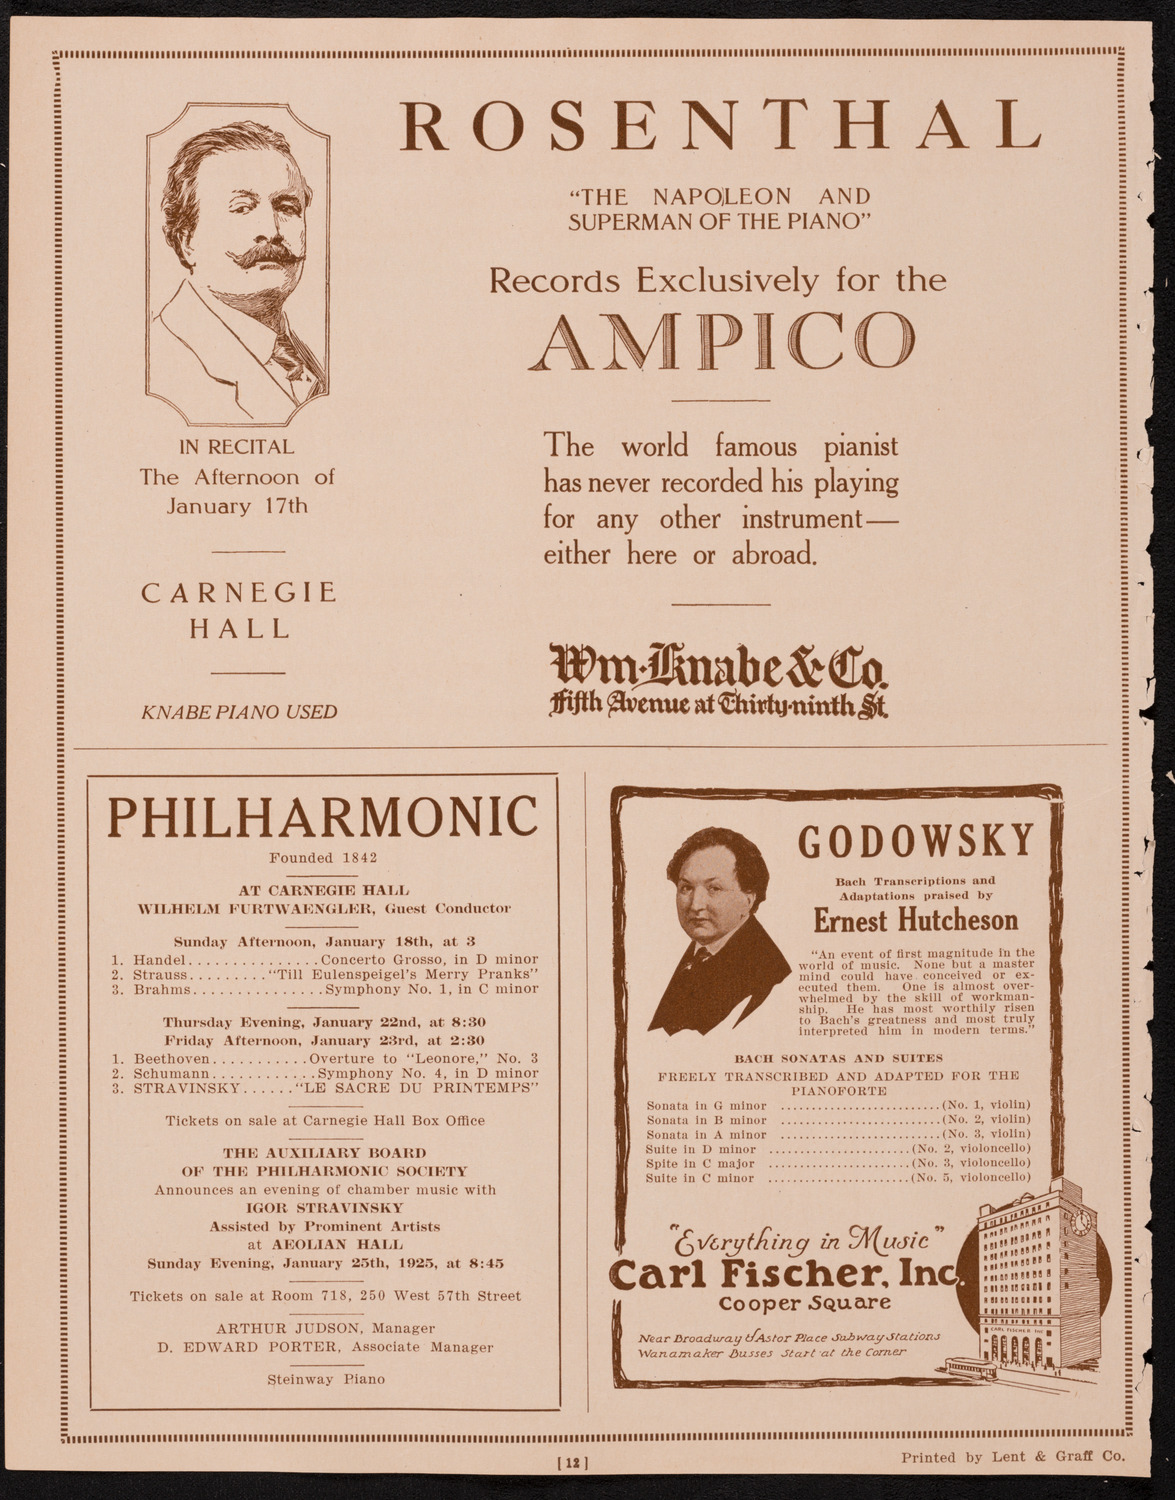 ROSENTHAL
“THE NAPOLEON AND
SUPERMAN OF THE PIANO”
Records Exclusively for the
AMPICO
The world famous pianist
has never recorded his playing
for any other instrument—
either here or abroad.
Wm. Knabe & Co.
Fifth Avenue at Thirty-ninth St.
IN RECITAL
The Afternoon of
January 17th
CARNEGIE
HALL
KNABE PIANO USED
PHILHARMONIC
Founded 1842
AT CARNEGIE HALL
WILHELM FURTWAENGLER, Guest Conductor
Sunday Afternoon, January 18th, at 3
1. Handel...............Concerto Grosso, in D minor
2. Strauss.........“Till Eulenspeigel's Merry Pranks”
3. Brahms...............Symphony No. 1, in C minor
Thursday Evening, January 22nd, at 8:30
Friday Afternoon, January 23rd, at 2:30
1. Beethoven...........Overture to “Leonore,” No. 3
2. Schumann............Symphony No. 4, in D minor
3. STRAVINSKY......“LE SACRE DU PRINTEMPS”
Tickets on sale at Carnegie Hall Box Office
THE AUXILIARY BOARD
OF THE PHILHARMONIC SOCIETY
Announces an evening of chamber music with
IGOR STRAVINSKY
Assisted by Prominent Artists
at AEOLIAN HALL
Sunday Evening, January 25th, 1925, at 8:45
Tickets on sale at Room 718, 250 West 57th Street
ARTHUR JUDSON, Manager
D. EDWARD PORTER, Associate Manager
Steinway Piano
GODOWSKY
Bach Transcriptions and
Adaptations praised by
Ernest Hutcheson
“An event of first magnitude in the
world of music. None but a master
mind could have conceived or ex-
ecuted them. One is almost over-
whelmed by the skill of workman-
ship. He has most worthily risen
to Bach's greatness and most truly
interpreted him in modern terms.”
BACH SONATAS AND SUITES
FREELY TRANSCRIBED AND ADAPTED FOR THE
PIANOFORTE
Sonata in G minor ..........................(No. 1, violin)
Sonata in B minor ..........................(No. 2, violin)
Sonata in A minor ..........................(No. 3, violin)
Suite in D minor .......................(No. 2, violoncello)
Spite in C major .......................(No. 3, violoncello)
Suite in C minor .......................(No. 5, violoncello)
“Everything in Music”
Carl Fischer, Inc.
Cooper Square
CARL FISCHER INC
Near Broadway & Astor Place Subway Stations
Wanamaker Busses Start at the Corner
[ 12 ]
Printed by Lent & Graff Co.